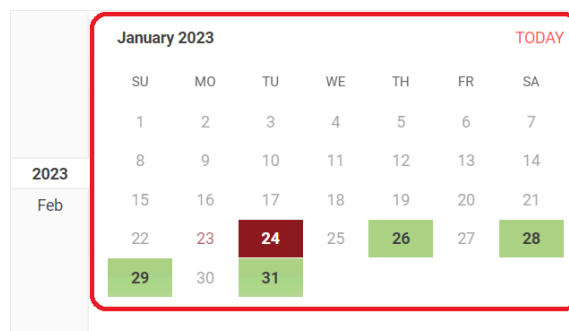 January 2023 TODAY
SU MO TU WE TH FR SA
1 2 3 4 5 6 7
8 9 10 11 12 13 14
2023
15 16 17 18 19 20 21
Feb
22 23 24 25 26 27 28
29 30 31